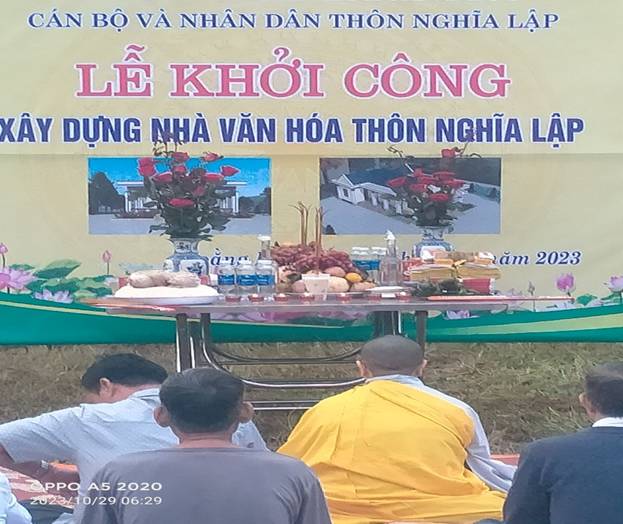 CÁN BỘ VÀ NHÂN DÂN THÔN NGHĨA LẬP
LỄ KHỞI CÔNG
XÂY DỰNG NHÀ VĂN HÓA THÔN NGHĨA LẬP
năm 2023
OPPO A5 2020
2023/10/29 06:29